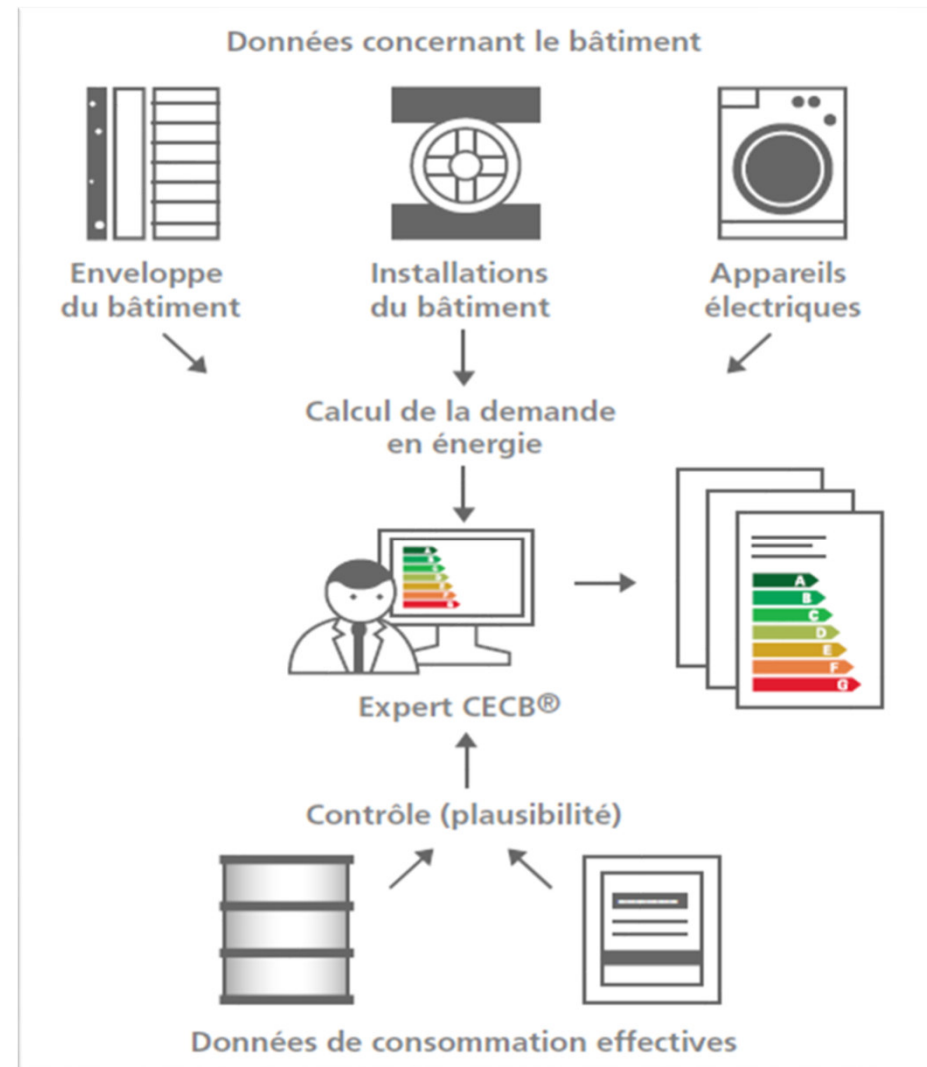 Données concernant le bâtiment
Enveloppe
du bâtiment
Installations
du bâtiment
Appareils
électriques
Calcul de la demande
en énergie
A
B
C
D
E
F
G
A
B
C
D
E
F
G
Expert CECB®
Contrôle (plausibilité)
Données de consommation effectives